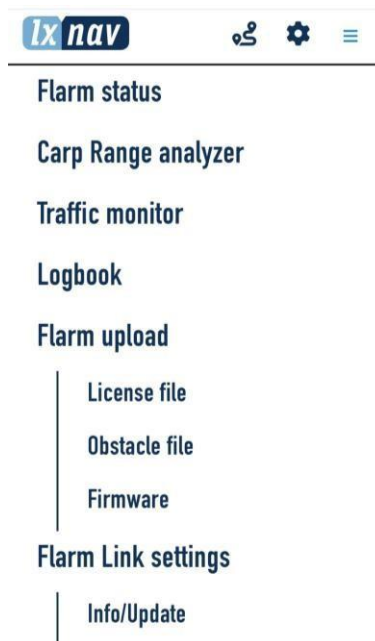 lx nav
Flarm status
Carp Range analyzer
Traffic monitor
Logbook
Flarm upload
License file
Obstacle file
Firmware
Flarm Link settings
Info/Update